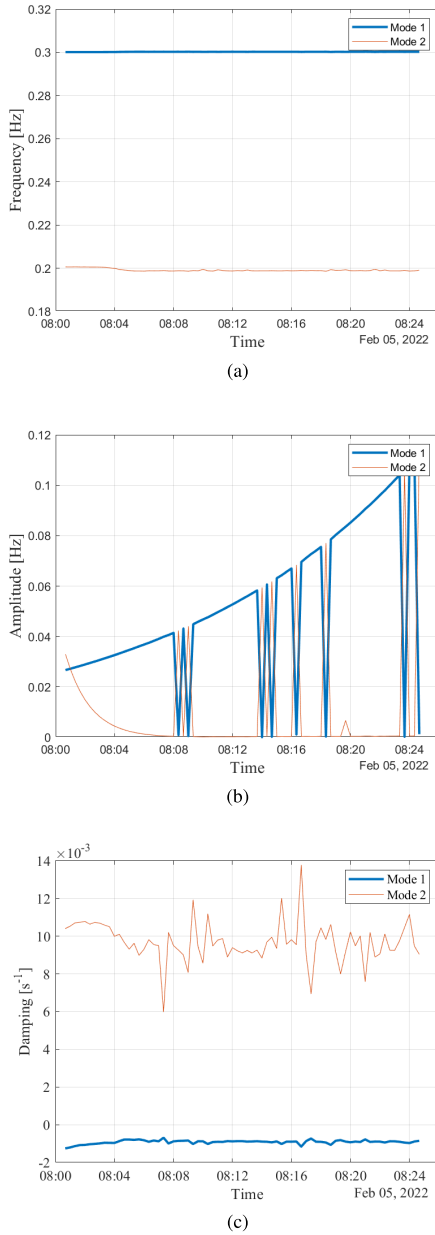 0.32
0.3
0.28
0.26
0.24
0.22
0.2
0.18
Frequency [Hz]
Mode 1
Mode 2
08:00 08:04 08:08 08:12 08:16 08:20 08:24
Time
Feb 05, 2022
(a)
0.12
0.1
0.08
0.06
0.04
0.02
0
Amplitude [Hz]
Mode 1
Mode 2
08:00 08:04 08:08 08:12 08:16 08:20 08:24
Time
Feb 05, 2022
(b)
×10-3
14
12
10
8
6
4
2
0
-2
Damping [s-1]
Mode 1
Mode 2
08:00 08:04 08:08 08:12 08:16 08:20 08:24
Time
Feb 05, 2022
(c)